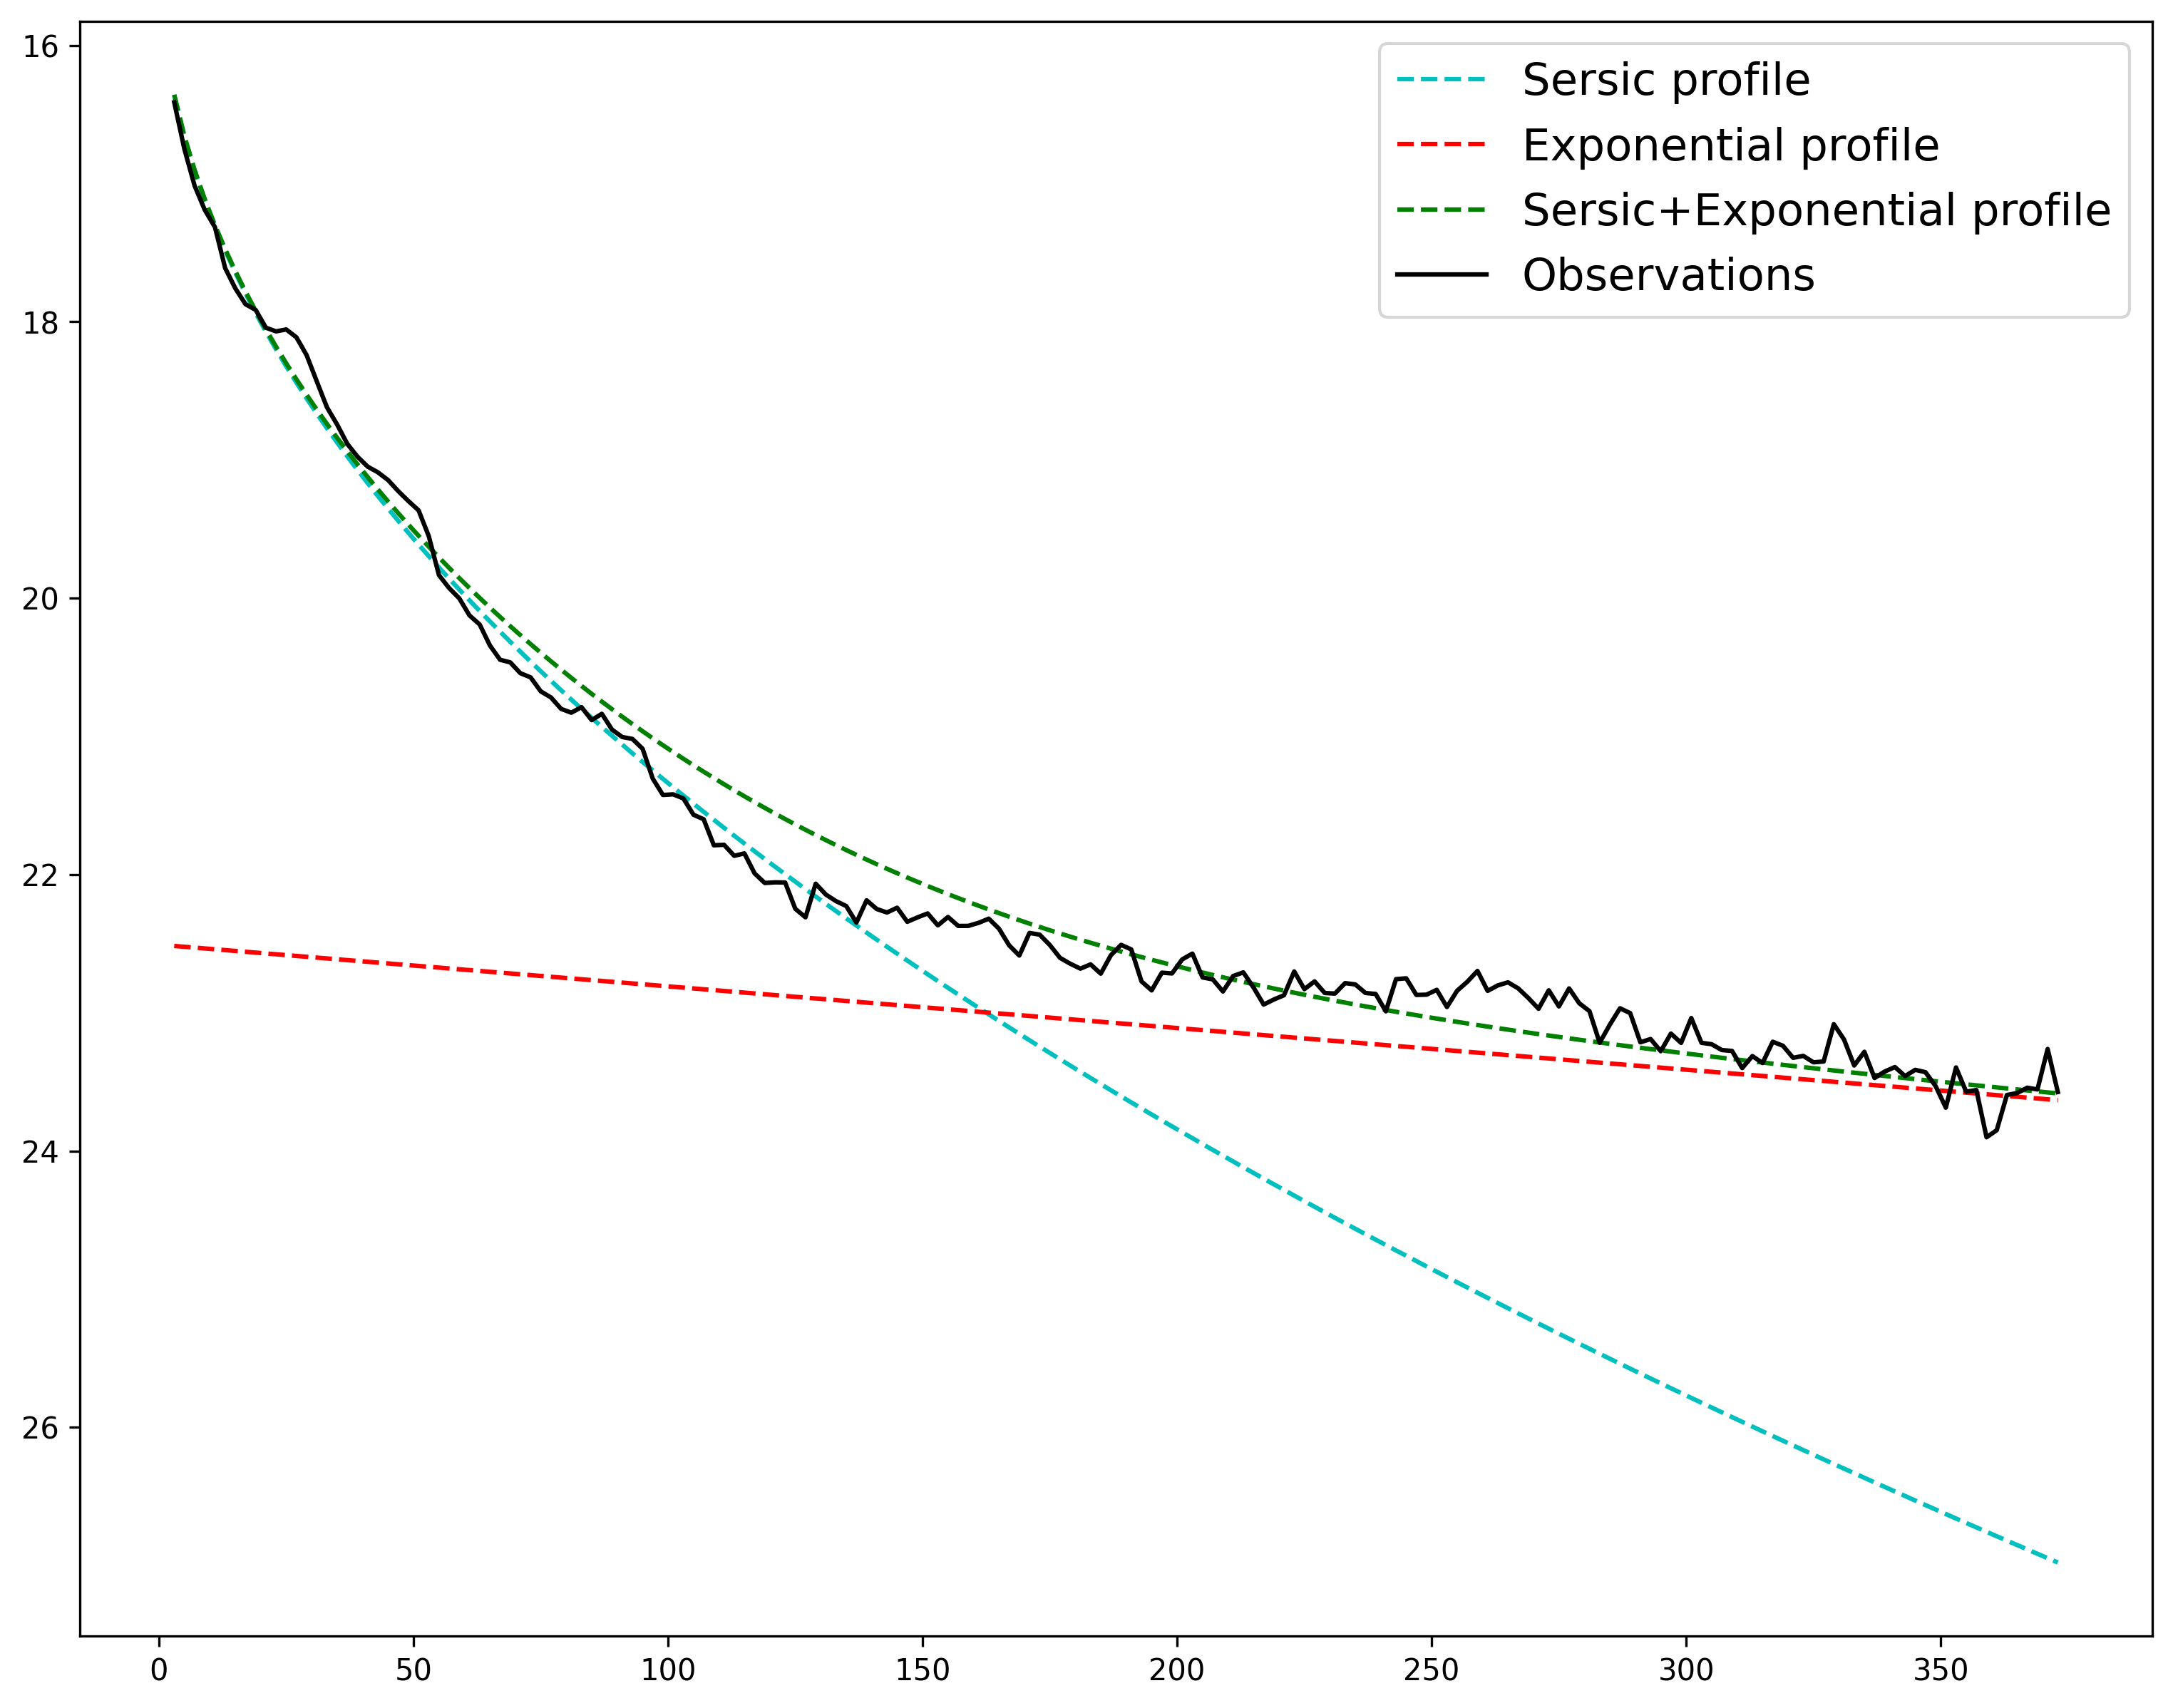 16
18
20
22
24
26
0 50 100 150 200 250 300 350
Sersic profile
Exponential profile
Sersic+Exponential profile
Observations